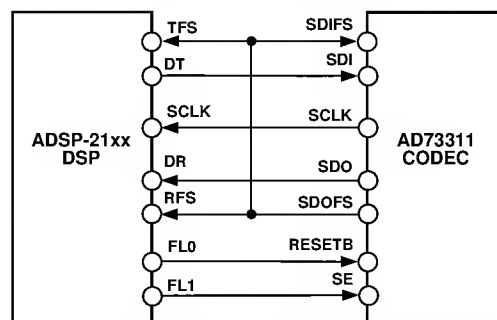 TFS SDIFS
DT SDI
SCLK SCLK
ADSP-21xx
DSP
AD73311
CODEC
DR SDO
RFS SDOFS
FL0 RESETB
FL1 SE